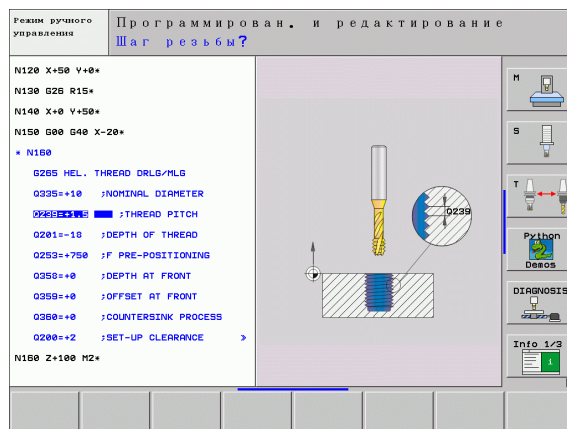 Режим ручного
управления
Программирован. и редактирование
Шаг резьбы?
N120 X+50 Y+0*
N130 G26 R15*
N140 X+0 Y+50*
N150 G00 G40 X-20*
* N160
G265 HEL. THREAD DRLG/MLG
Q335=+10 ;NOMINAL DIAMETER
Q239=+1.5 ;THREAD PITCH
Q201=-18 ;DEPTH OF THREAD
Q253=+750 ;F PRE-POSITIONING
Q358=+0 ;DEPTH AT FRONT
Q359=+0 ;OFFSET AT FRONT
Q360=+0 ;COUNTERSINK PROCESS
Q200=+2 ;SET-UP CLEARANCE »
N160 Z+100 M2*
Q239
M
S
T
Python
Demos
DIAGNOSIS
Info 1/3
i